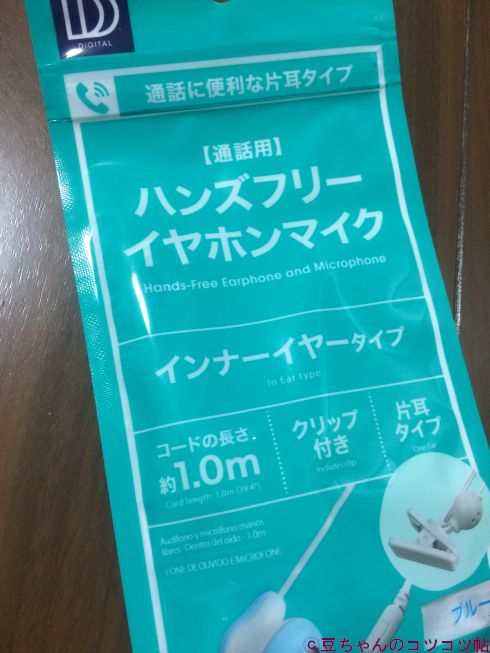 DIGITAL
通話に便利な片耳タイプ
【通話用】
ハンズフリー
イヤホンマイク
Hands-Free Earphone and Microphone
インナーイヤータイプ
In Ear type
コードの長さ
約1.0m
Cord length: 1.0m (39.4")
クリップ
付き
Includes clip
片耳
タイプ
One Ear
Audífono y micrófono manos
libres · Dentro del oído · 1.0m
FONE DE OUVIDO E MICROFONE
ブルー
©豆ちゃんのコツコツ帖